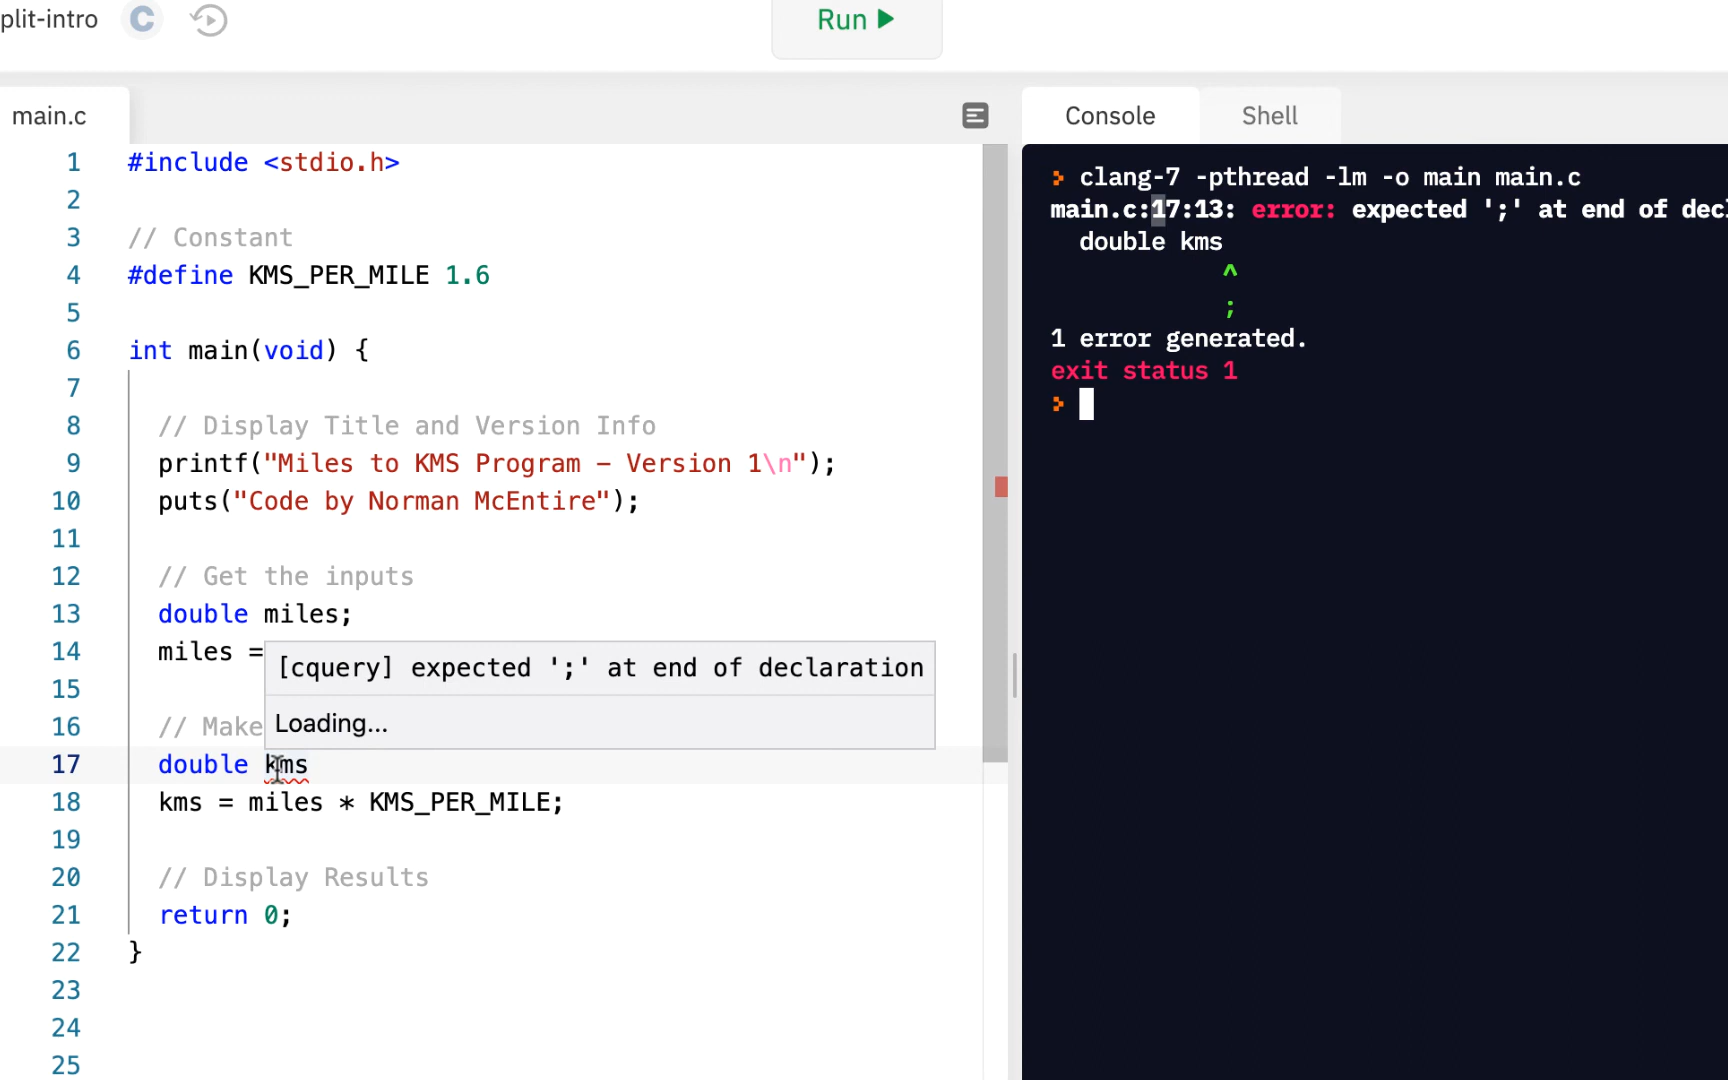 plit-intro C Run
main.c
Console Shell
1 #include <stdio.h>
2
3 // Constant
4 #define KMS_PER_MILE 1.6
5
6 int main(void) {
7
8 // Display Title and Version Info
9 printf("Miles to KMS Program – Version 1\n");
10 puts("Code by Norman McEntire");
11
12 // Get the inputs
13 double miles;
14 miles =
[cquery] expected ';' at end of declaration
15
Loading...
16 // Make
17 double kms
18 kms = miles * KMS_PER_MILE;
19
20 // Display Results
21 return 0;
22 }
23
24
25
clang-7 -pthread -lm -o main main.c
main.c:17:13: error: expected ';' at end of decl
double kms
^
;
1 error generated.
exit status 1